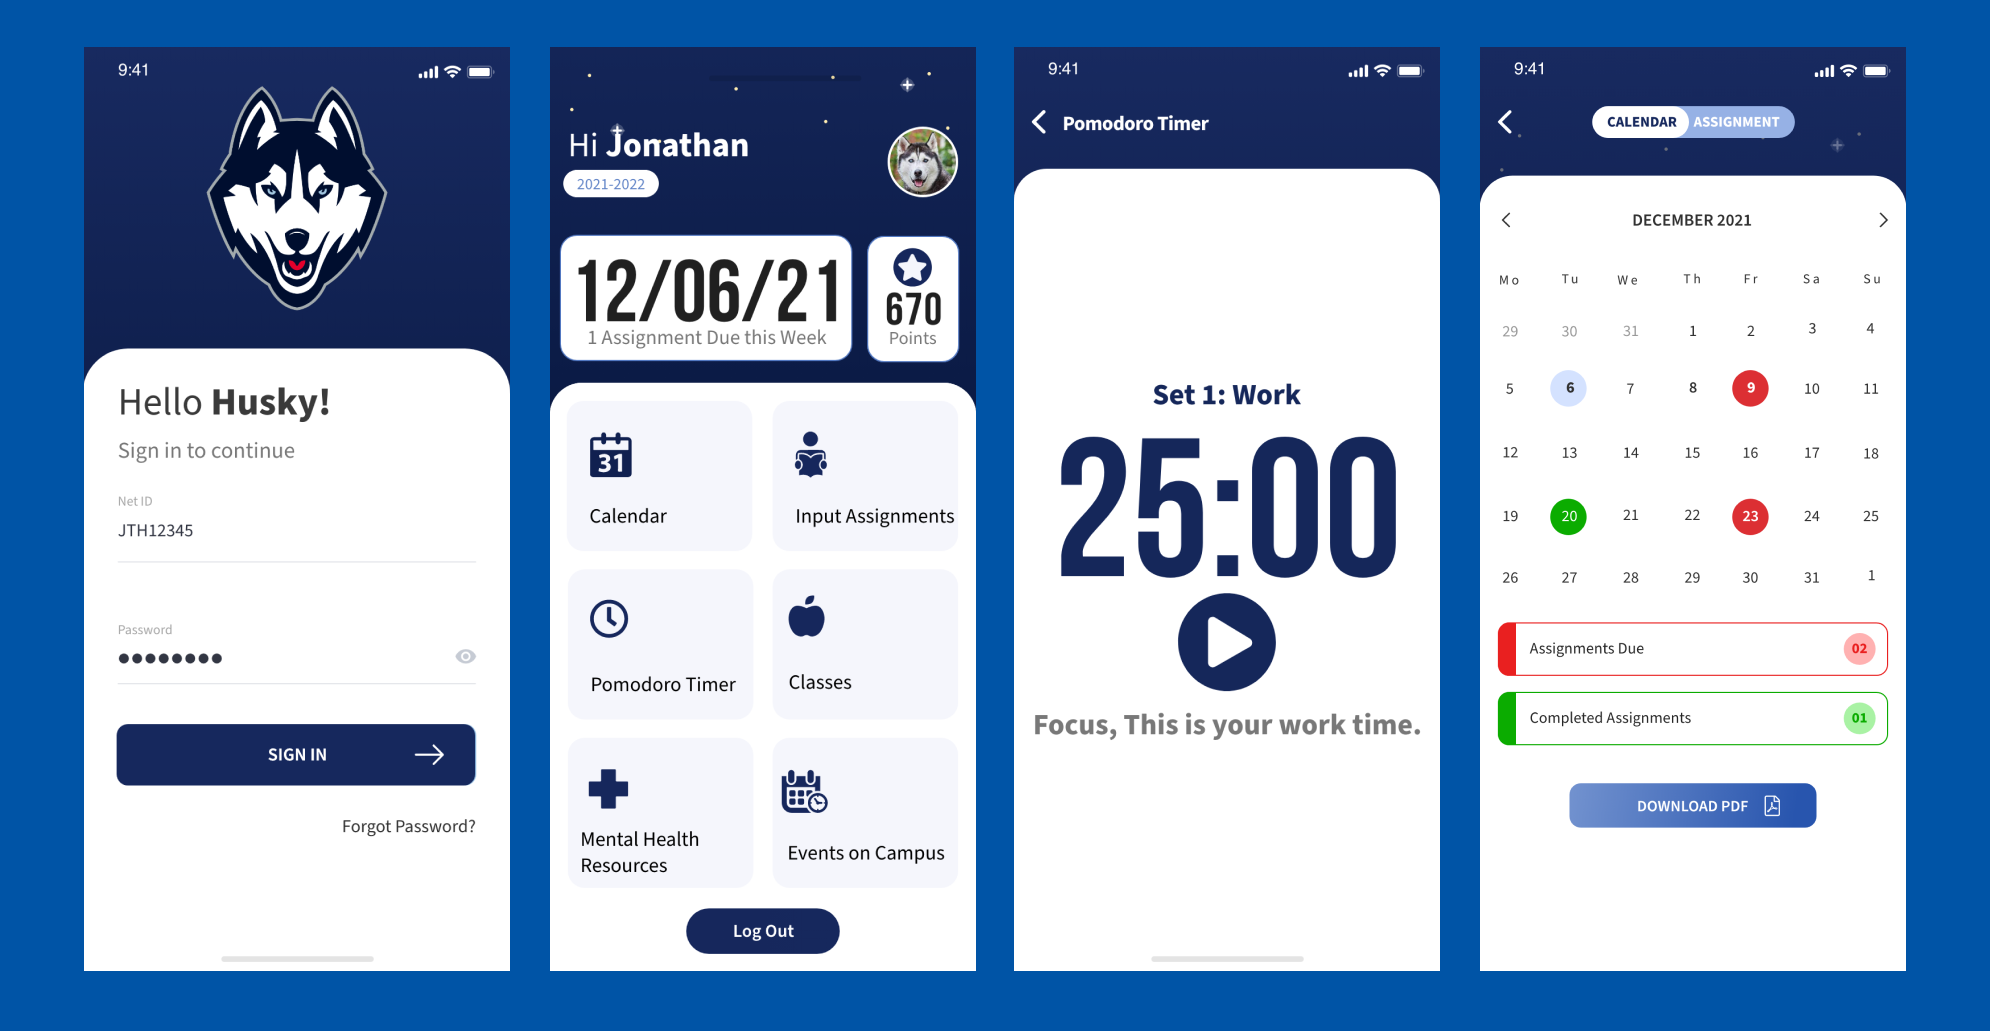 9:41
Hello Husky!
Sign in to continue
Net ID
JTH12345
Password
●●●●●●●●
SIGN IN
Forgot Password?
Hi Jonathan
2021-2022
12/06/21
1 Assignment Due this Week
670
Points
31
Calendar
Input Assignments
Pomodoro Timer
Classes
Mental Health
Resources
Events on Campus
Log Out
9:41
Pomodoro Timer
Set 1: Work
25:00
Focus, This is your work time.
9:41
CALENDAR ASSIGNMENT
DECEMBER 2021
Mo Tu We Th Fr Sa Su
29 30 31 1 2 3 4
5 6 7 8 9 10 11
12 13 14 15 16 17 18
19 20 21 22 23 24 25
26 27 28 29 30 31 1
Assignments Due 02
Completed Assignments 01
DOWNLOAD PDF